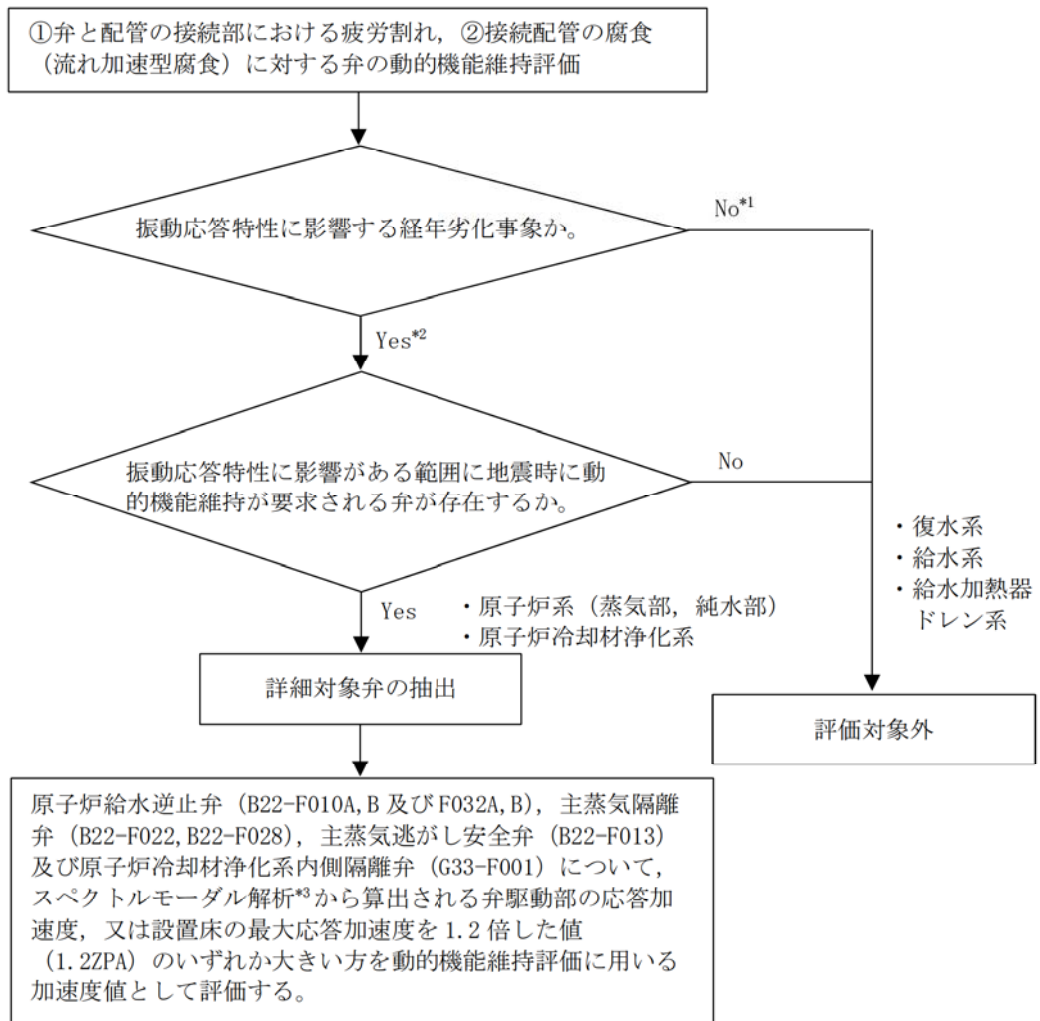 ①弁と配管の接続部における疲労割れ，②接続配管の腐食
（流れ加速型腐食）に対する弁の動的機能維持評価
振動応答特性に影響する経年劣化事象か。
No*1
Yes*2
振動応答特性に影響がある範囲に地震時に動
的機能維持が要求される弁が存在するか。
No
・復水系
・給水系
・給水加熱器
ドレン系
Yes
・原子炉系（蒸気部，純水部）
・原子炉冷却材浄化系
詳細対象弁の抽出
評価対象外
原子炉給水逆止弁（B22-F010A,B 及び F032A,B），主蒸気隔離
弁（B22-F022,B22-F028），主蒸気逃がし安全弁（B22-F013）
及び原子炉冷却材浄化系内側隔離弁（G33-F001）について，
スペクトルモーダル解析*3から算出される弁駆動部の応答加
速度，又は設置床の最大応答加速度を 1.2 倍した値
（1.2ZPA）のいずれか大きい方を動的機能維持評価に用いる
加速度値として評価する。